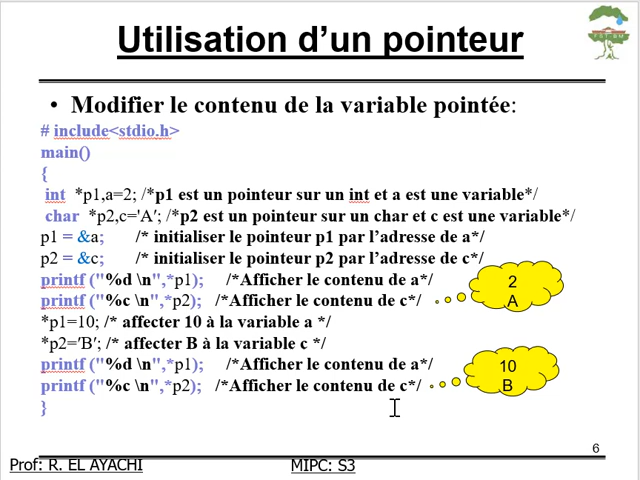 Utilisation d’un pointeur
• Modifier le contenu de la variable pointée:
# include<stdio.h>
main()
{
int *p1,a=2; /*p1 est un pointeur sur un int et a est une variable*/
char *p2,c='A'; /*p2 est un pointeur sur un char et c est une variable*/
p1 = &a; /* initialiser le pointeur p1 par l’adresse de a*/
p2 = &c; /* initialiser le pointeur p2 par l’adresse de c*/
printf ("%d \n",*p1); /*Afficher le contenu de a*/
printf ("%c \n",*p2); /*Afficher le contenu de c*/
2
A
*p1=10; /* affecter 10 à la variable a */
*p2='B'; /* affecter B à la variable c */
printf ("%d \n",*p1); /*Afficher le contenu de a*/
printf ("%c \n",*p2); /*Afficher le contenu de c*/
10
B
}
6
Prof: R. EL AYACHI
MIPC: S3